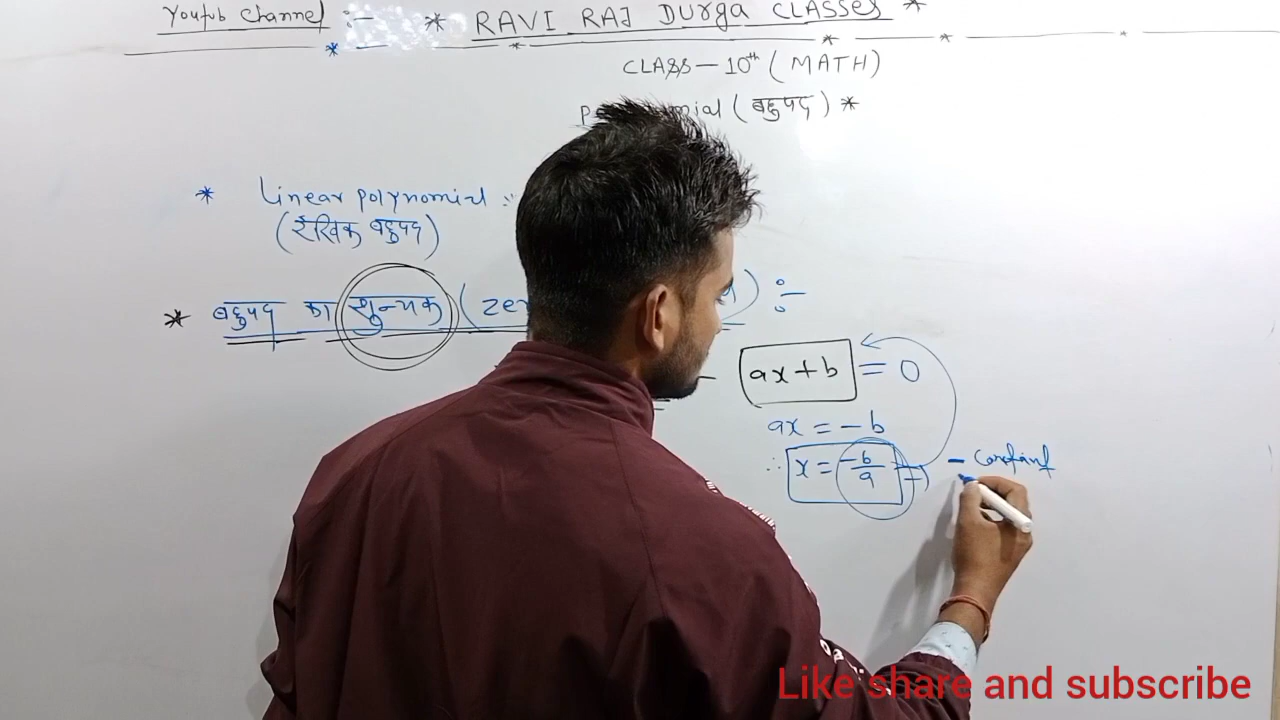 Youtub Channel :- * RAVI RAJ DURGA CLASSES *
CLASS - 10th (MATH)
(बहुपद) *
* Linear polynomial :
(रैखिक बहुपद)
* बहुपद का शून्यक (zer ) :-
ax + b = 0
ax = -b
∴ x = -b/a - Constant
Like share and subscribe